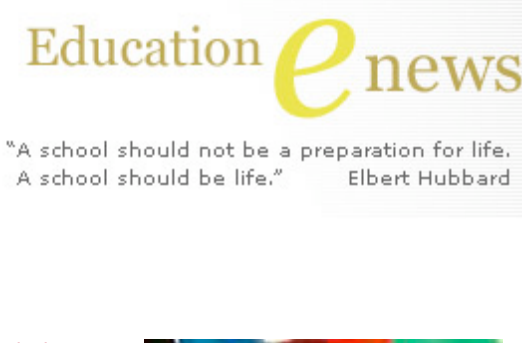 Education e news
“A school should not be a preparation for life.
A school should be life.” Elbert Hubbard